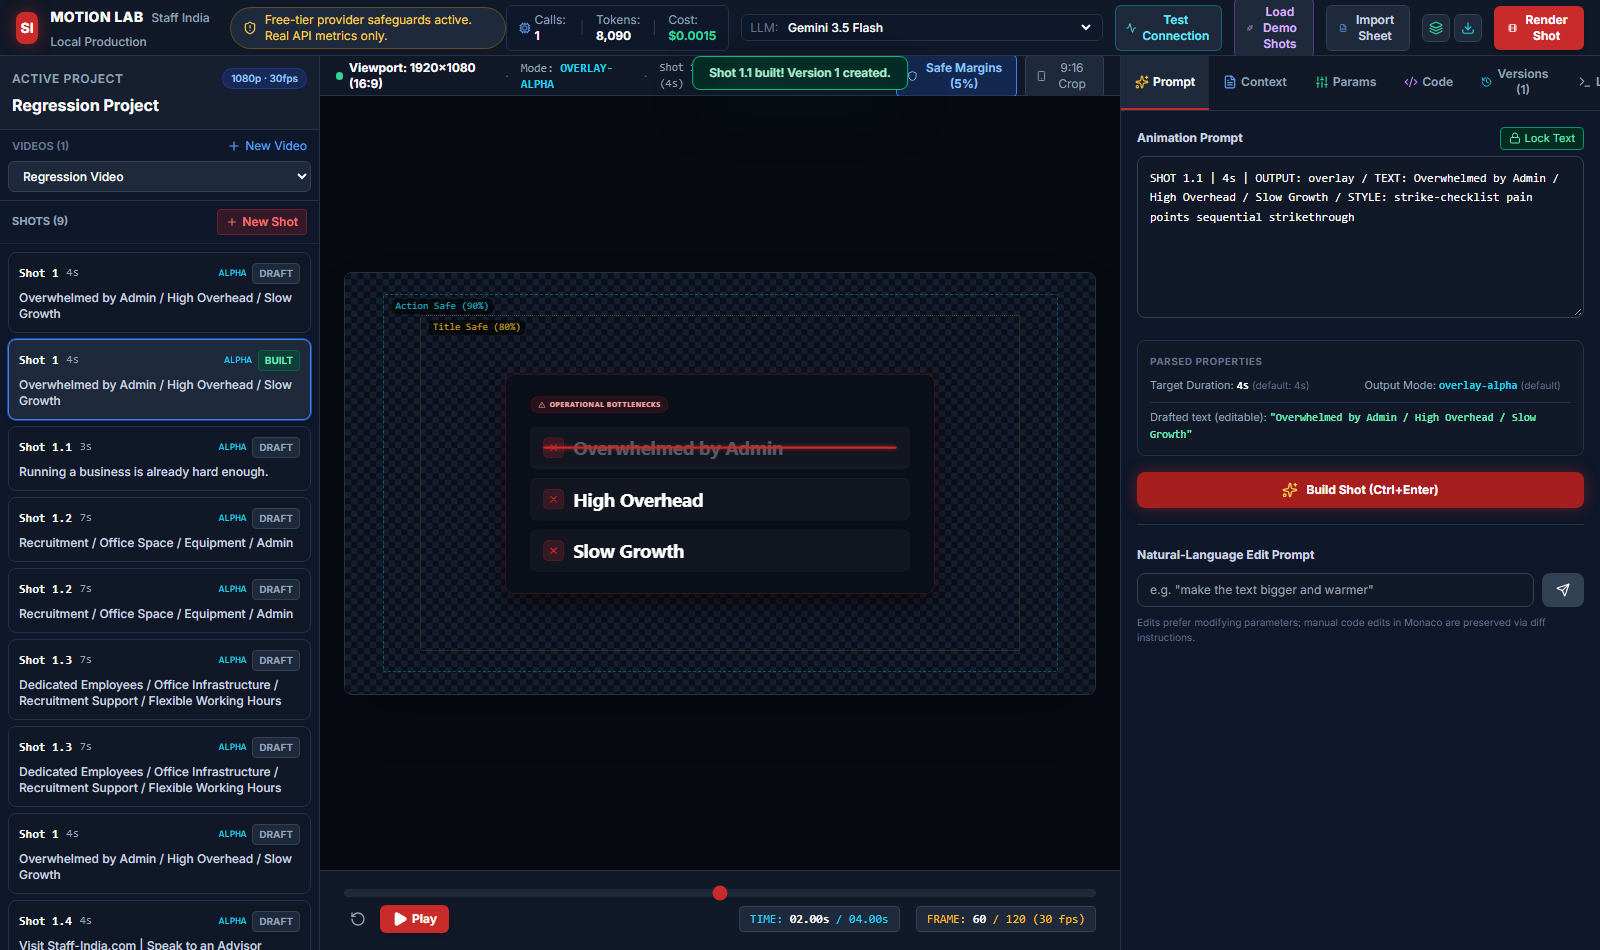 SI
MOTION LAB Staff India
Local Production
Free-tier provider safeguards active.
Real API metrics only.
Calls:
1
Tokens:
8,090
Cost:
$0.0015
LLM: Gemini 3.5 Flash
Test
Connection
Load
Demo
Shots
Import
Sheet
Render
Shot
ACTIVE PROJECT
1080p · 30fps
Regression Project
VIDEOS (1)
+ New Video
Regression Video
SHOTS (9)
+ New Shot
Shot 1 4s ALPHA DRAFT
Overwhelmed by Admin / High Overhead / Slow
Growth
Shot 1 4s ALPHA BUILT
Overwhelmed by Admin / High Overhead / Slow
Growth
Shot 1.1 3s ALPHA DRAFT
Running a business is already hard enough.
Shot 1.2 7s ALPHA DRAFT
Recruitment / Office Space / Equipment / Admin
Shot 1.2 7s ALPHA DRAFT
Recruitment / Office Space / Equipment / Admin
Shot 1.3 7s ALPHA DRAFT
Dedicated Employees / Office Infrastructure /
Recruitment Support / Flexible Working Hours
Shot 1.3 7s ALPHA DRAFT
Dedicated Employees / Office Infrastructure /
Recruitment Support / Flexible Working Hours
Shot 1 4s ALPHA DRAFT
Overwhelmed by Admin / High Overhead / Slow
Growth
Shot 1.4 4s ALPHA DRAFT
Visit Staff-India.com | Speak to an Advisor
Viewport: 1920×1080
(16:9)
Mode: OVERLAY-
ALPHA
Shot
(4s)
Shot 1.1 built! Version 1 created.
Safe Margins
(5%)
9:16
Crop
Action Safe (90%)
Title Safe (80%)
OPERATIONAL BOTTLENECKS
Overwhelmed by Admin
High Overhead
Slow Growth
Play
TIME: 02.00s / 04.00s
FRAME: 60 / 120 (30 fps)
Prompt
Context
Params
Code
Versions
(1)
Animation Prompt
Lock Text
SHOT 1.1 | 4s | OUTPUT: overlay / TEXT: Overwhelmed by Admin /
High Overhead / Slow Growth / STYLE: strike-checklist pain
points sequential strikethrough
PARSED PROPERTIES
Target Duration: 4s (default: 4s)
Output Mode: overlay-alpha (default)
Drafted text (editable): "Overwhelmed by Admin / High Overhead / Slow
Growth"
Build Shot (Ctrl+Enter)
Natural-Language Edit Prompt
e.g. "make the text bigger and warmer"
Edits prefer modifying parameters; manual code edits in Monaco are preserved via diff
instructions.